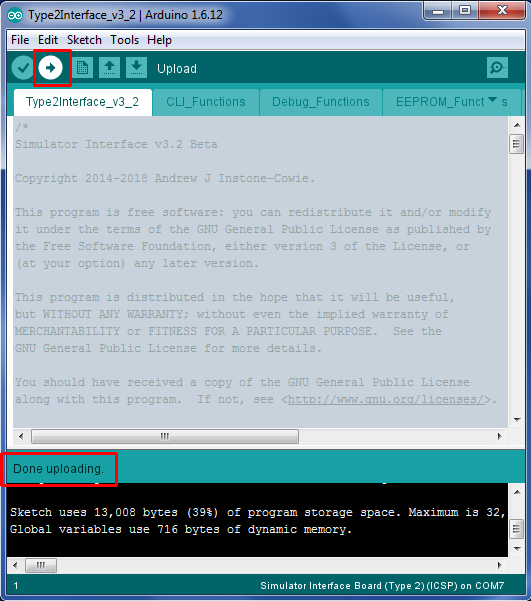 Type2Interface_v3_2 | Arduino 1.6.12
File Edit Sketch Tools Help
Upload
Type2Interface_v3_2 CLI_Functions Debug_Functions EEPROM_Funct s
/*
Simulator Interface v3.2 Beta
Copyright 2014-2018 Andrew J Instone-Cowie.
This program is free software: you can redistribute it and/or modify
it under the terms of the GNU General Public License as published by
the Free Software Foundation, either version 3 of the License, or
(at your option) any later version.
This program is distributed in the hope that it will be useful,
but WITHOUT ANY WARRANTY; without even the implied warranty of
MERCHANTABILITY or FITNESS FOR A PARTICULAR PURPOSE.  See the
GNU General Public License for more details.
You should have received a copy of the GNU General Public License
along with this program.  If not, see <http://www.gnu.org/licenses/>.
Done uploading.
Sketch uses 13,008 bytes (39%) of program storage space. Maximum is 32,
Global variables use 716 bytes of dynamic memory.
1 Simulator Interface Board (Type 2) (ICSP) on COM7